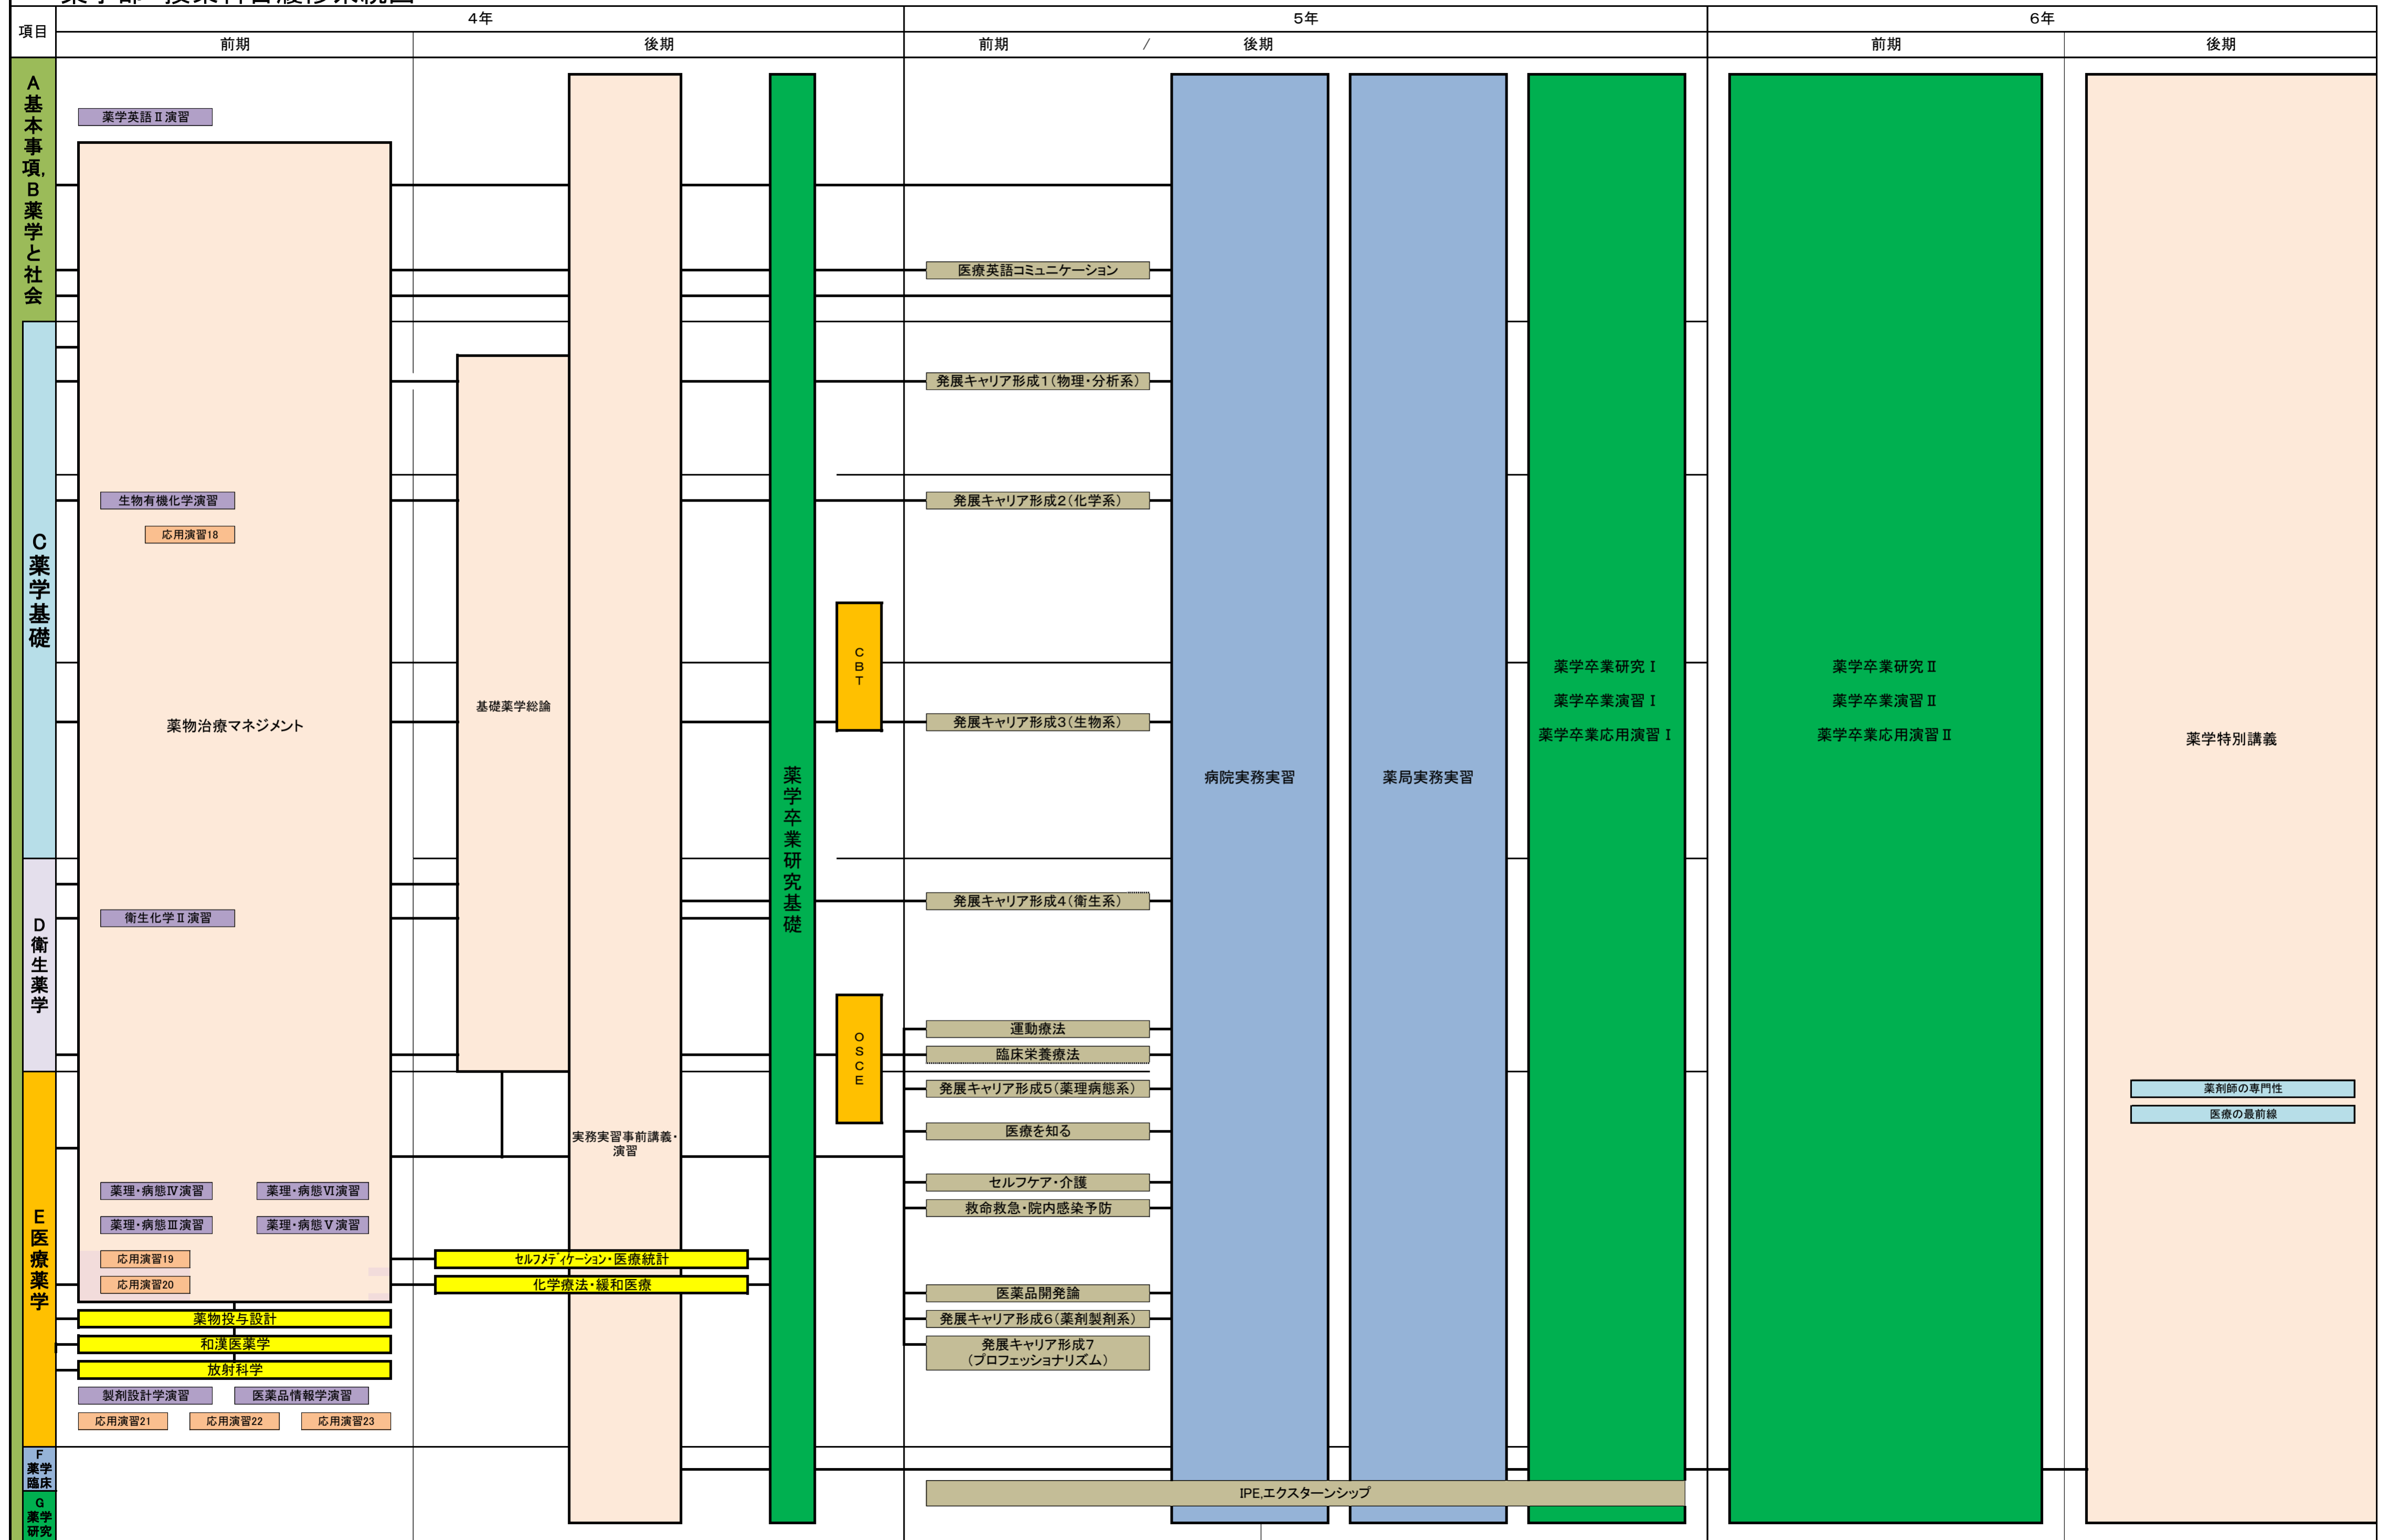 項目
4年
5年
6年
前期
後期
前期 / 後期
前期
後期
A基本事項,B薬学と社会
C薬学基礎
D衛生薬学
E医療薬学
F
薬学
臨床
G
薬学
研究
薬学英語Ⅱ演習
生物有機化学演習
応用演習18
薬物治療マネジメント
衛生化学Ⅱ演習
薬理・病態Ⅳ演習
薬理・病態Ⅵ演習
薬理・病態Ⅲ演習
薬理・病態Ⅴ演習
応用演習19
応用演習20
薬物投与設計
和漢医薬学
放射科学
製剤設計学演習
医薬品情報学演習
応用演習21
応用演習22
応用演習23
基礎薬学総論
実務実習事前講義・
演習
セルフメディケーション・医療統計
化学療法・緩和医療
薬学卒業研究基礎
CBT
OSCE
医療英語コミュニケーション
発展キャリア形成1(物理・分析系)
発展キャリア形成2(化学系)
発展キャリア形成3(生物系)
発展キャリア形成4(衛生系)
運動療法
臨床栄養療法
発展キャリア形成5(薬理病態系)
医療を知る
セルフケア・介護
救命救急・院内感染予防
医薬品開発論
発展キャリア形成6(薬剤製剤系)
発展キャリア形成7
(プロフェッショナリズム)
病院実務実習
薬局実務実習
薬学卒業研究Ⅰ
薬学卒業演習Ⅰ
薬学卒業応用演習Ⅰ
IPE,エクスターンシップ
薬学卒業研究Ⅱ
薬学卒業演習Ⅱ
薬学卒業応用演習Ⅱ
薬学特別講義
薬剤師の専門性
医療の最前線